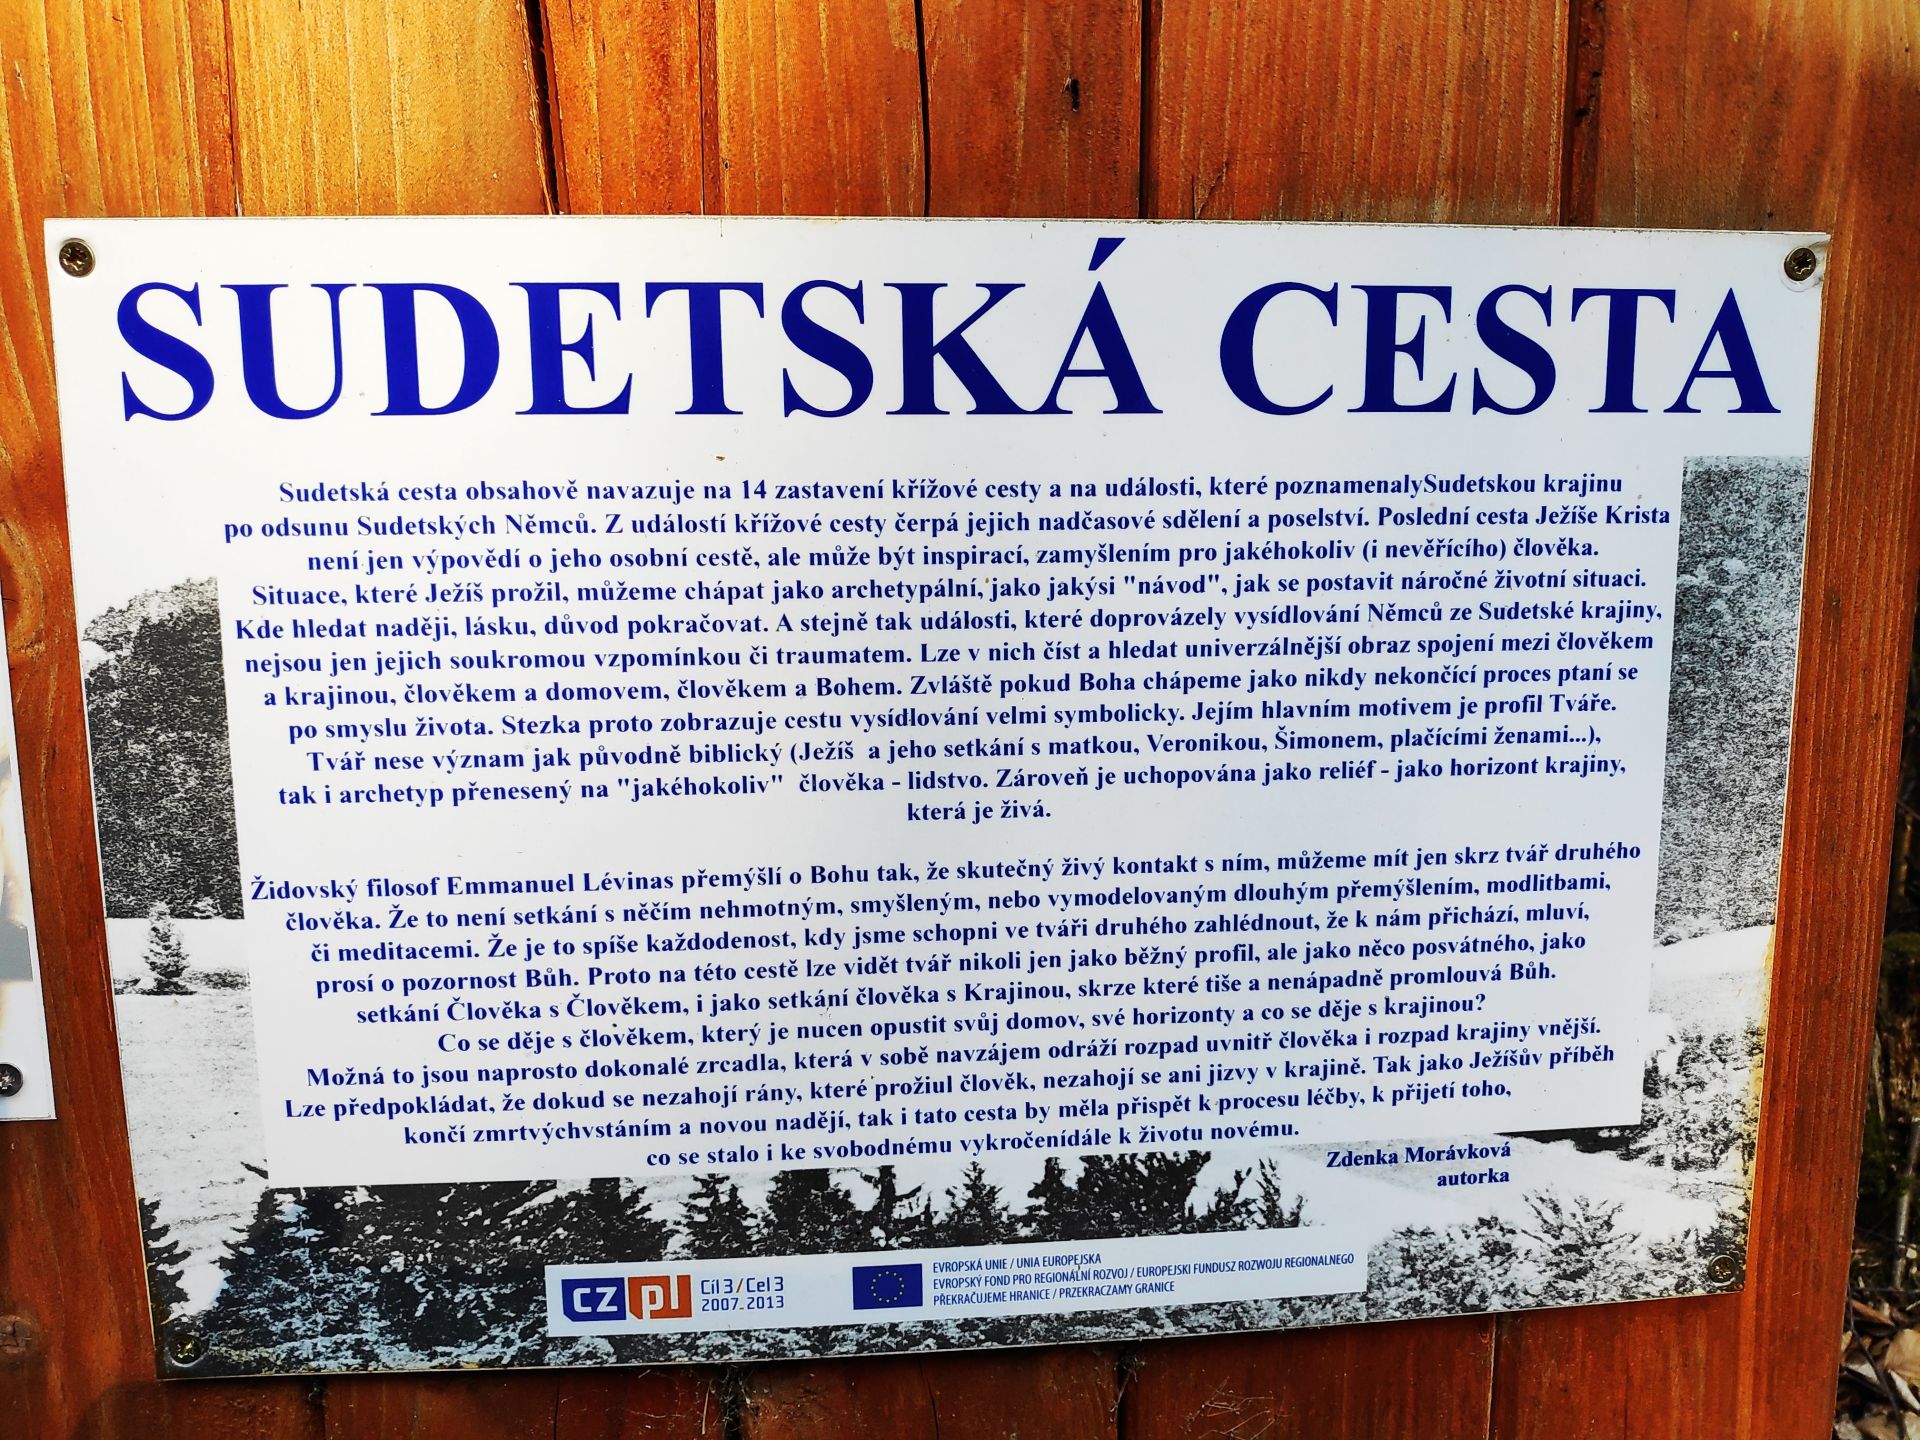 SUDETSKÁ CESTA
Sudetská cesta obsahově navazuje na 14 zastavení křížové cesty a na události, které poznamenalySudetskou krajinu
po odsunu Sudetských Němců. Z událostí křížové cesty čerpá jejich nadčasové sdělení a poselství. Poslední cesta Ježíše Krista
není jen výpovědí o jeho osobní cestě, ale může být inspirací, zamyšlením pro jakéhokoliv (i nevěřícího) člověka.
Situace, které Ježíš prožil, můžeme chápat jako archetypální, jako jakýsi "návod", jak se postavit náročné životní situaci.
Kde hledat naději, lásku, důvod pokračovat. A stejně tak události, které doprovázely vysídlování Němců ze Sudetské krajiny,
nejsou jen jejich soukromou vzpomínkou či traumatem. Lze v nich číst a hledat univerzálnější obraz spojení mezi člověkem
a krajinou, člověkem a domovem, člověkem a Bohem. Zvláště pokud Boha chápeme jako nikdy nekončící proces ptaní se
po smyslu života. Stezka proto zobrazuje cestu vysídlování velmi symbolicky. Jejím hlavním motivem je profil Tváře.
Tvář nese význam jak původně biblický (Ježíš a jeho setkání s matkou, Veronikou, Šimonem, plačícími ženami...),
tak i archetyp přenesený na "jakéhokoliv" člověka - lidstvo. Zároveň je uchopována jako reliéf - jako horizont krajiny,
která je živá.
Židovský filosof Emmanuel Lévinas přemýšlí o Bohu tak, že skutečný živý kontakt s ním, můžeme mít jen skrz tvář druhého
člověka. Že to není setkání s něčím nehmotným, smyšleným, nebo vymodelovaným dlouhým přemýšlením, modlitbami,
či meditacemi. Že je to spíše každodenost, kdy jsme schopni ve tváři druhého zahlédnout, že k nám přichází, mluví,
prosí o pozornost Bůh. Proto na této cestě lze vidět tvář nikoli jen jako běžný profil, ale jako něco posvátného, jako
setkání Člověka s Člověkem, i jako setkání člověka s Krajinou, skrze které tiše a nenápadně promlouvá Bůh.
Co se děje s člověkem, který je nucen opustit svůj domov, své horizonty a co se děje s krajinou?
Možná to jsou naprosto dokonalé zrcadla, která v sobě navzájem odráží rozpad uvnitř člověka i rozpad krajiny vnější.
Lze předpokládat, že dokud se nezahojí rány, které prožiul člověk, nezahojí se ani jizvy v krajině. Tak jako Ježíšův příběh
končí zmrtvýchvstáním a novou nadějí, tak i tato cesta by měla přispět k procesu léčby, k přijetí toho,
co se stalo i ke svobodnému vykročenídále k životu novému.
Zdenka Morávková
autorka
cz pl Cíl 3 / Cel 3
2007-2013
EVROPSKÁ UNIE / UNIA EUROPEJSKA
EVROPSKÝ FOND PRO REGIONÁLNÍ ROZVOJ / EUROPEJSKI FUNDUSZ ROZWOJU REGIONALNEGO
PŘEKRAČUJEME HRANICE / PRZEKRACZAMY GRANICE